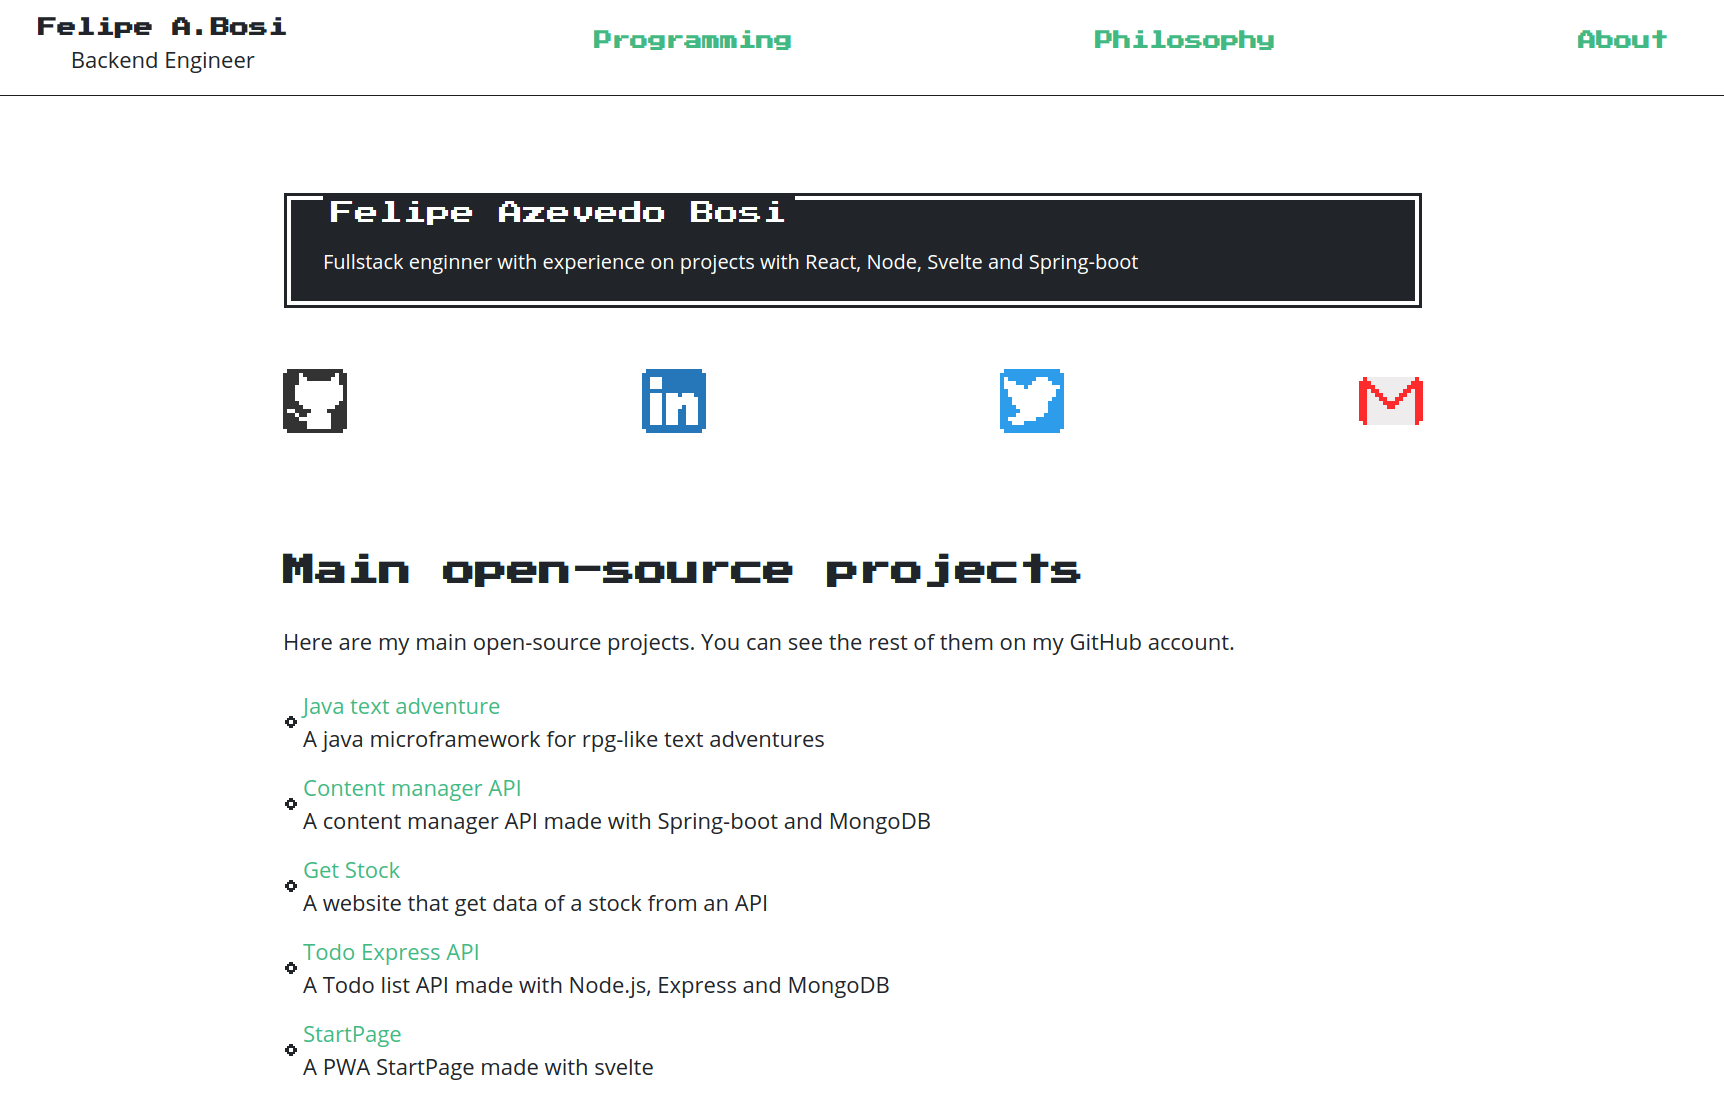 Felipe A.Bosi
Backend Engineer
Programming
Philosophy
About
Felipe Azevedo Bosi
Fullstack enginner with experience on projects with React, Node, Svelte and Spring-boot
in
Main open-source projects
Here are my main open-source projects. You can see the rest of them on my GitHub account.
Java text adventure
A java microframework for rpg-like text adventures
Content manager API
A content manager API made with Spring-boot and MongoDB
Get Stock
A website that get data of a stock from an API
Todo Express API
A Todo list API made with Node.js, Express and MongoDB
StartPage
A PWA StartPage made with svelte